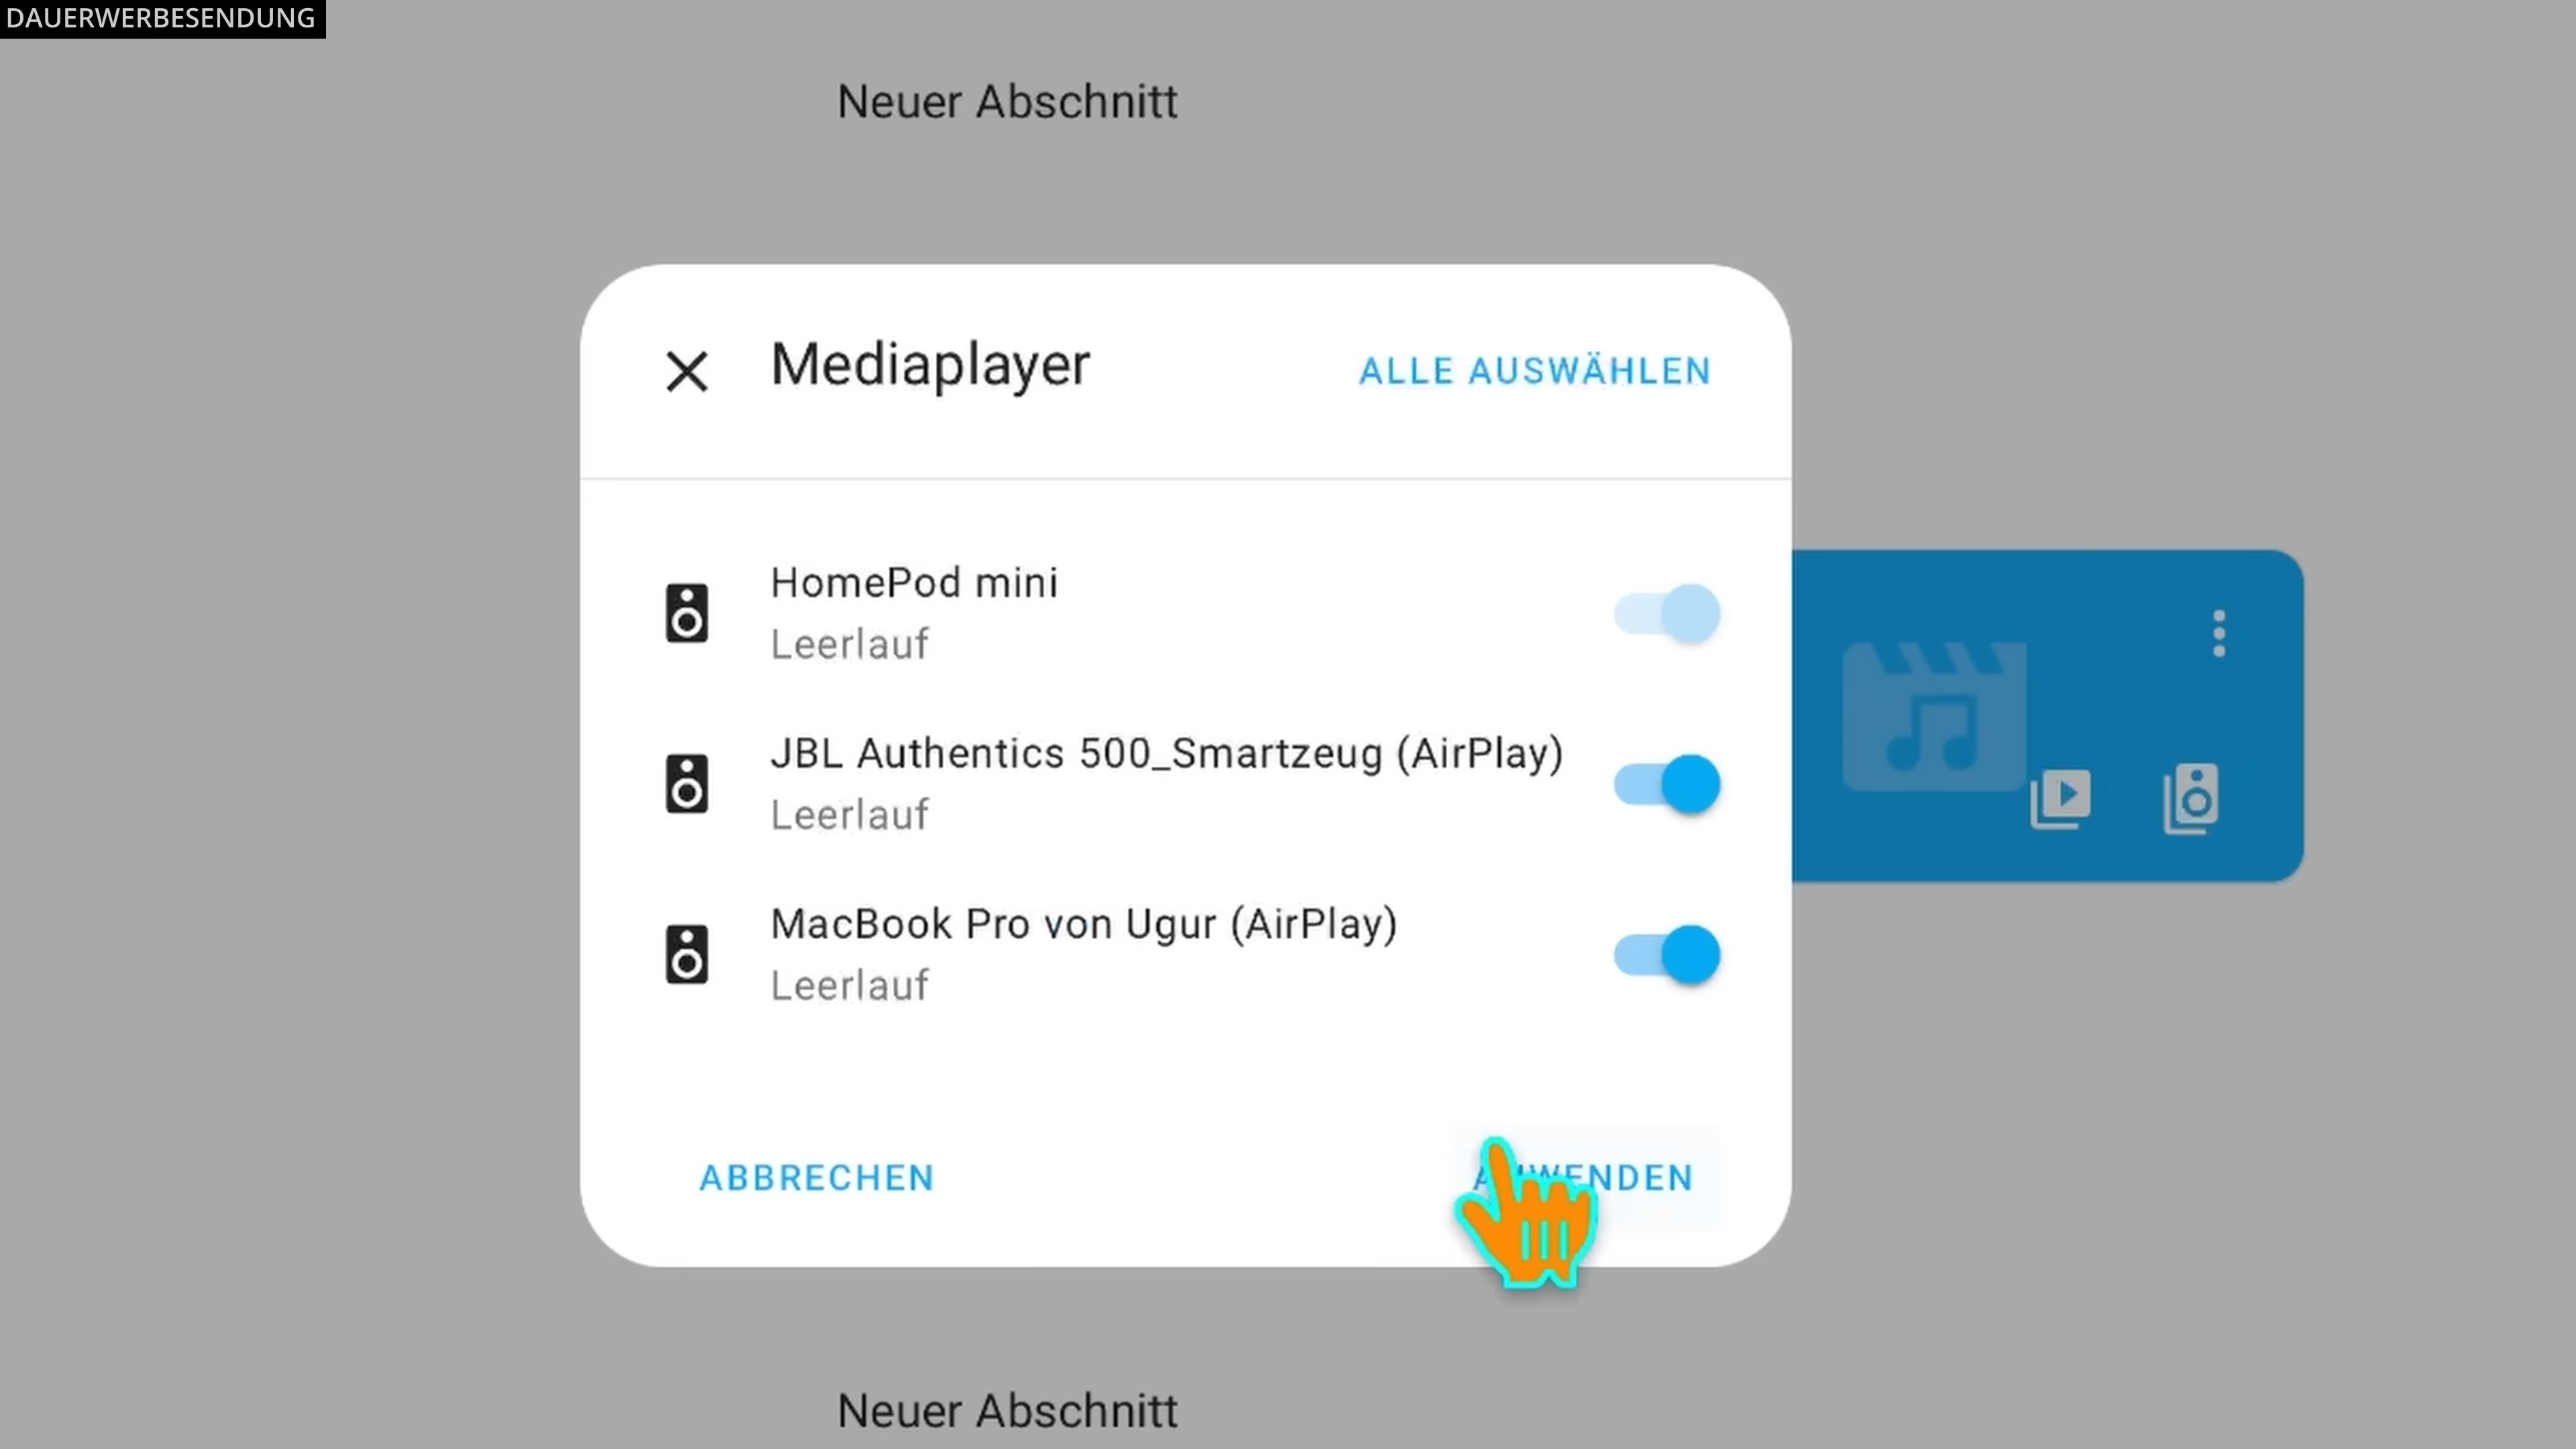 DAUERWERBESENDUNG
Neuer Abschnitt
Mediaplayer
ALLE AUSWÄHLEN
HomePod mini
Leerlauf
JBL Authentics 500_Smartzeug (AirPlay)
Leerlauf
MacBook Pro von Ugur (AirPlay)
Leerlauf
ABBRECHEN
ANWENDEN
Neuer Abschnitt